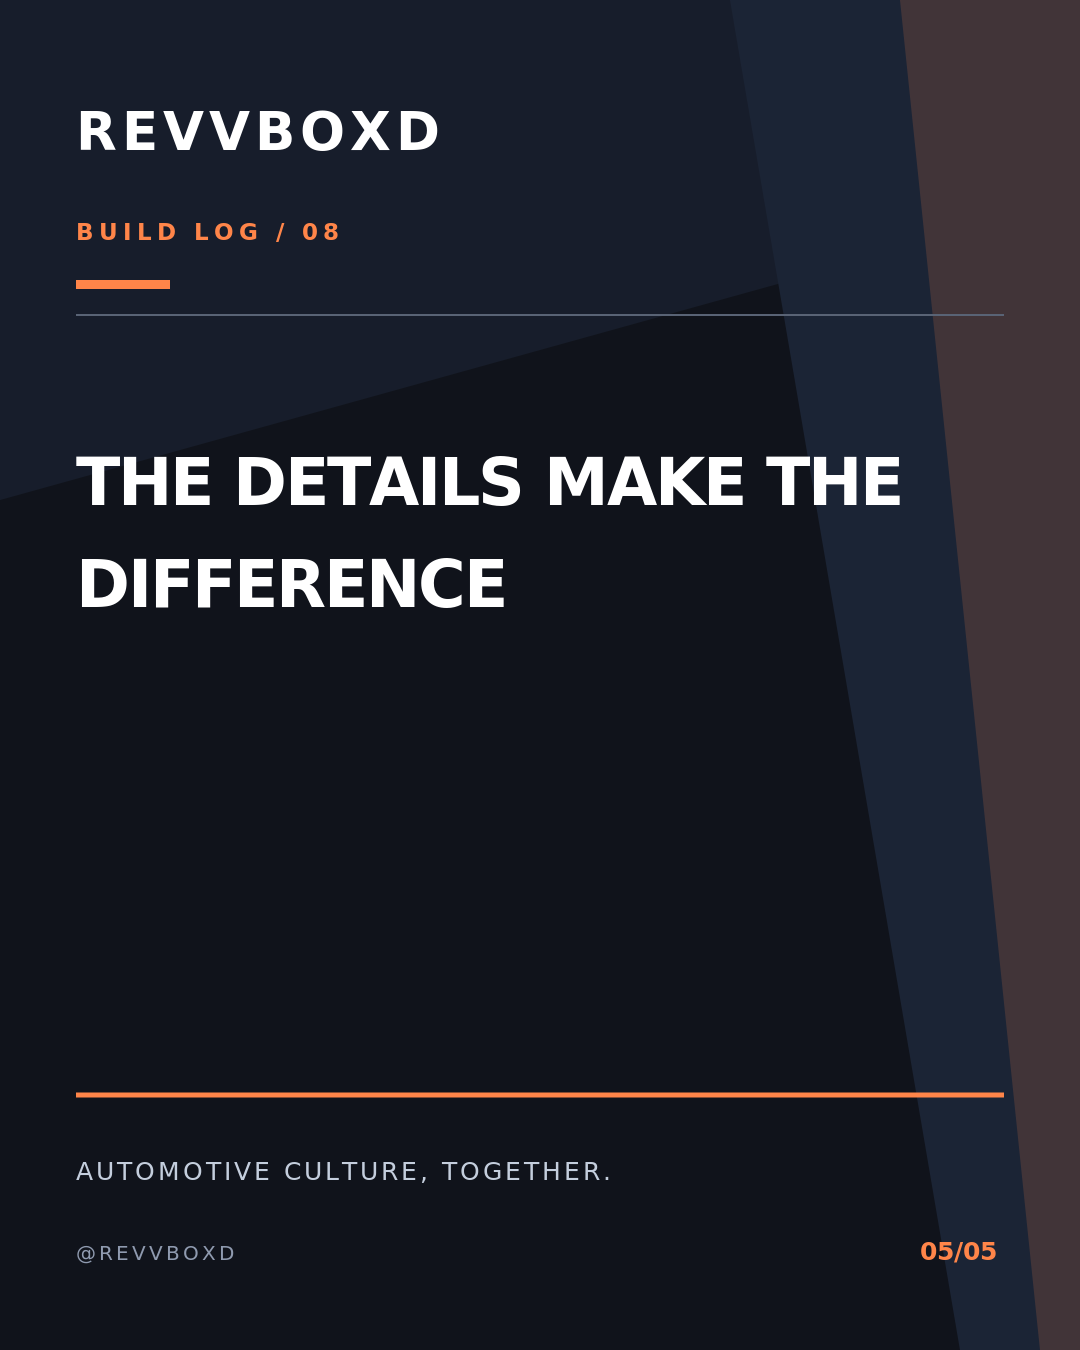 REVVBOXD
BUILD LOG / 08
THE DETAILS MAKE THE
DIFFERENCE
AUTOMOTIVE CULTURE, TOGETHER.
@REVVBOXD
05/05